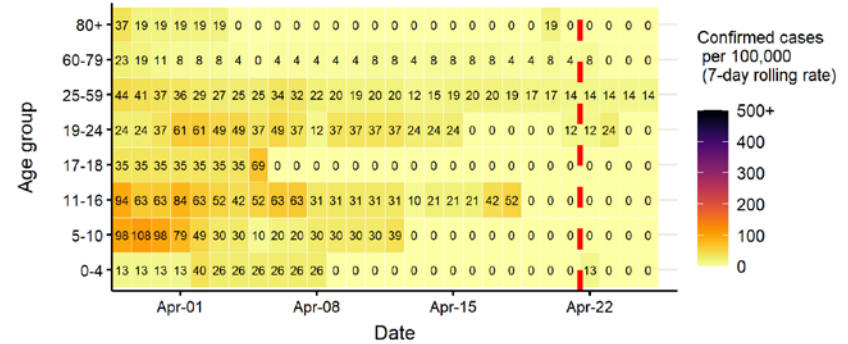 80+ 37 19 19 19 19 19 0 0 0 0 0 0 0 0 0 0 0 0 0 0 0 0 19 0 0 0 0 0
60-79 23 19 11 8 8 8 4 0 4 4 4 4 4 8 8 4 8 8 8 8 4 4 8 4 8 0 0 0
25-59 44 41 37 36 29 27 25 25 34 32 22 20 19 20 20 12 15 19 20 20 19 17 17 14 14 14 14 14
19-24 24 24 37 61 61 49 49 37 49 37 12 37 37 37 37 24 24 24 0 0 0 0 0 12 12 24 0 0
17-18 35 35 35 35 35 35 35 69 0 0 0 0 0 0 0 0 0 0 0 0 0 0 0 0 0 0 0 0
11-16 94 63 63 84 63 52 42 52 63 63 31 31 31 31 31 10 21 21 21 42 52 0 0 0 0 0 0 0
5-10 98 108 98 79 49 30 30 10 20 20 30 30 30 30 39 0 0 0 0 0 0 0 0 0 0 0 0 0
0-4 13 13 13 13 40 26 26 26 26 26 26 0 0 0 0 0 0 0 0 0 0 0 0 0 13 0 0 0
Age group
Apr-01 Apr-08 Apr-15 Apr-22
Date
Confirmed cases
per 100,000
(7-day rolling rate)
500+
400
300
200
100
0